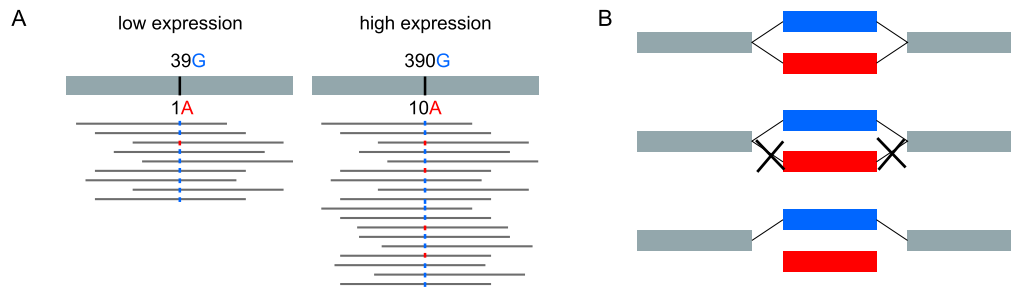 A
low expression
high expression
39G
390G
1A
10A
B